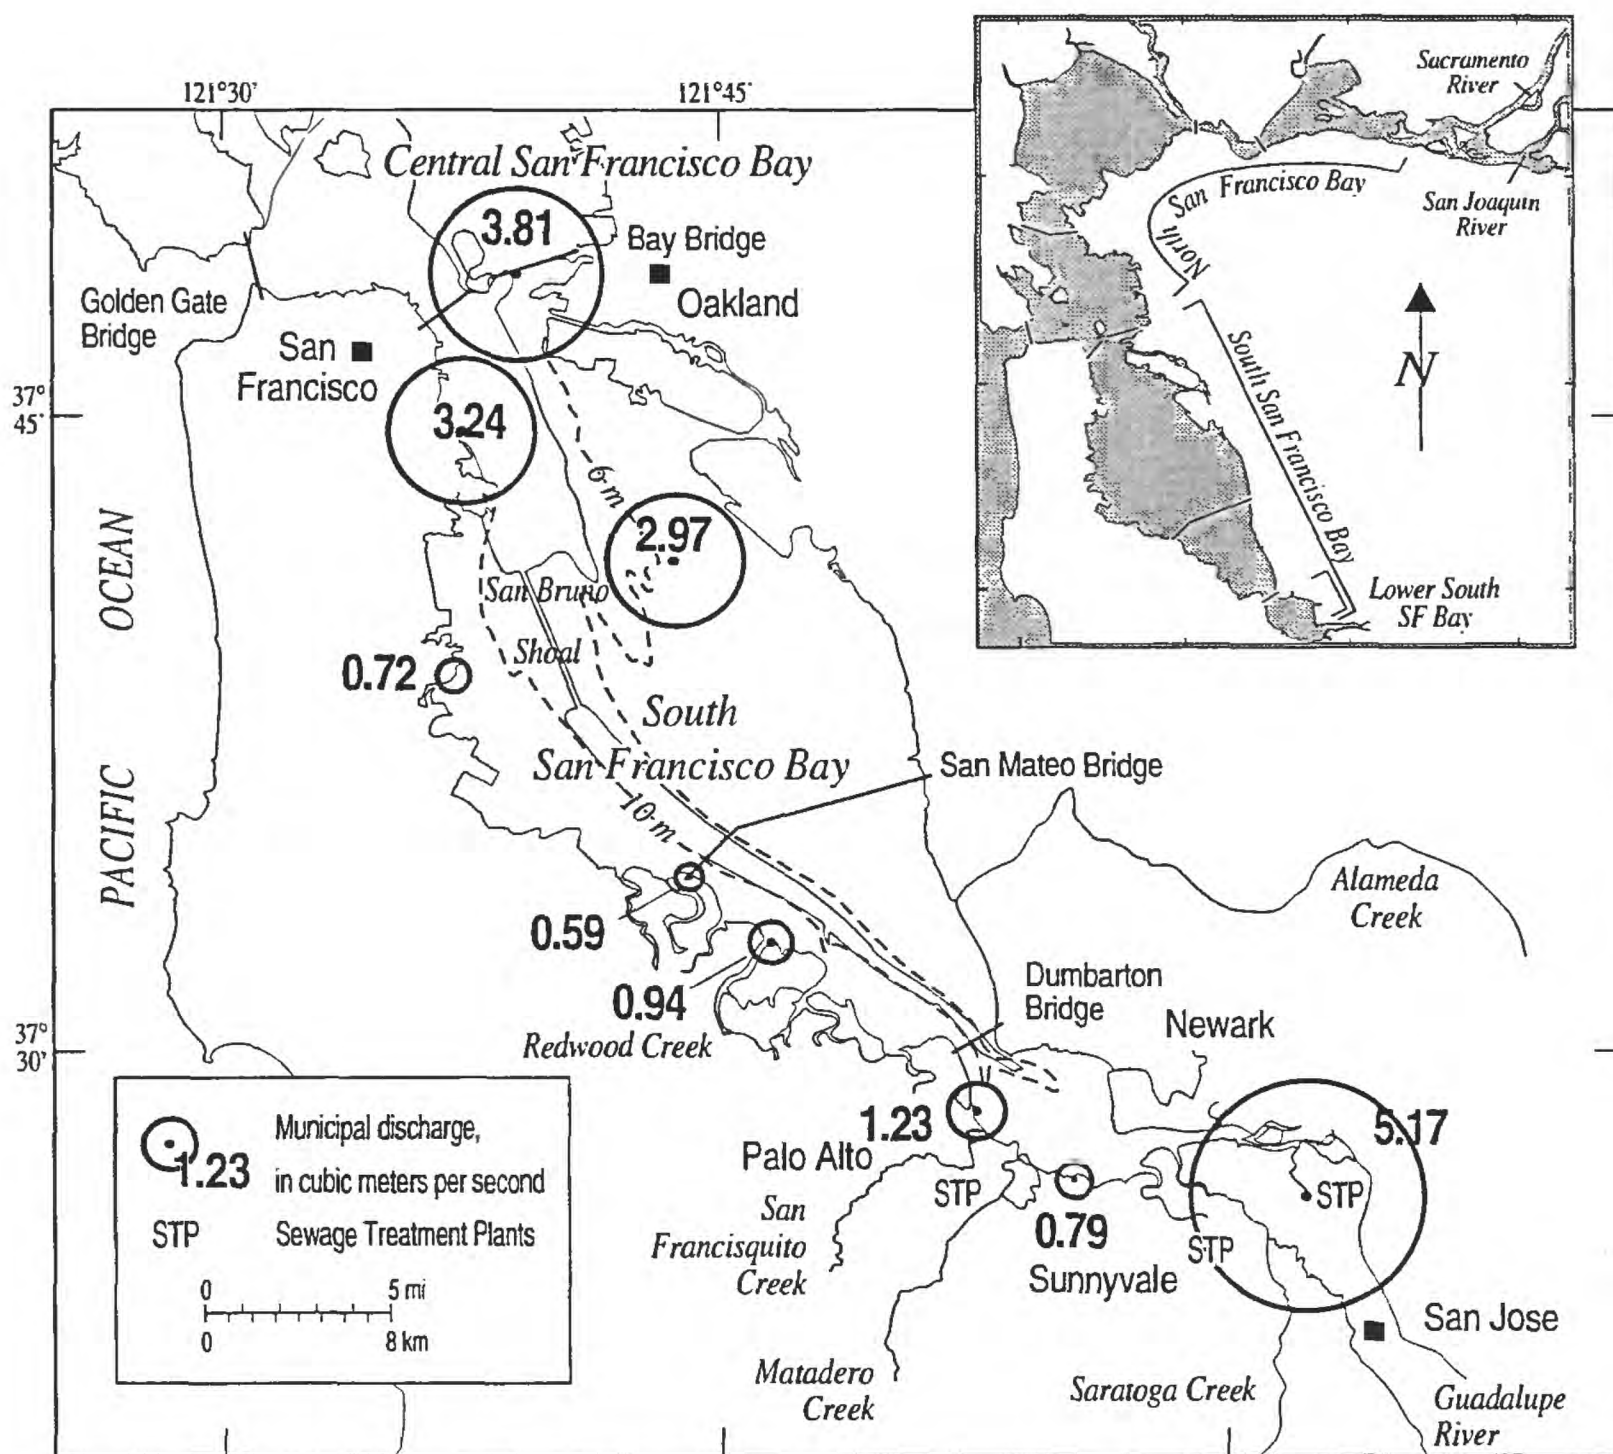 121°30'
121°45'
Central San Francisco Bay
3.81
Bay Bridge
Oakland
Golden Gate
Bridge
San
Francisco
37°
45'
3.24
6-m
2.97
OCEAN
PACIFIC
San Bruno
Shoal
0.72
South
San Francisco Bay
San Mateo Bridge
10-m
0.59
0.94
Redwood Creek
Alameda
Creek
Dumbarton
Bridge
Newark
37°
30'
1.23
Palo Alto
STP
San
Francisquito
Creek
0.79
Sunnyvale
STP
5.17
STP
San Jose
Matadero
Creek
Saratoga Creek
Guadalupe
River
1.23
Municipal discharge,
in cubic meters per second
STP
Sewage Treatment Plants
0
5 mi
0
8 km
Sacramento
River
San Joaquin
River
North San Francisco Bay
South San Francisco Bay
Lower South
SF Bay
N